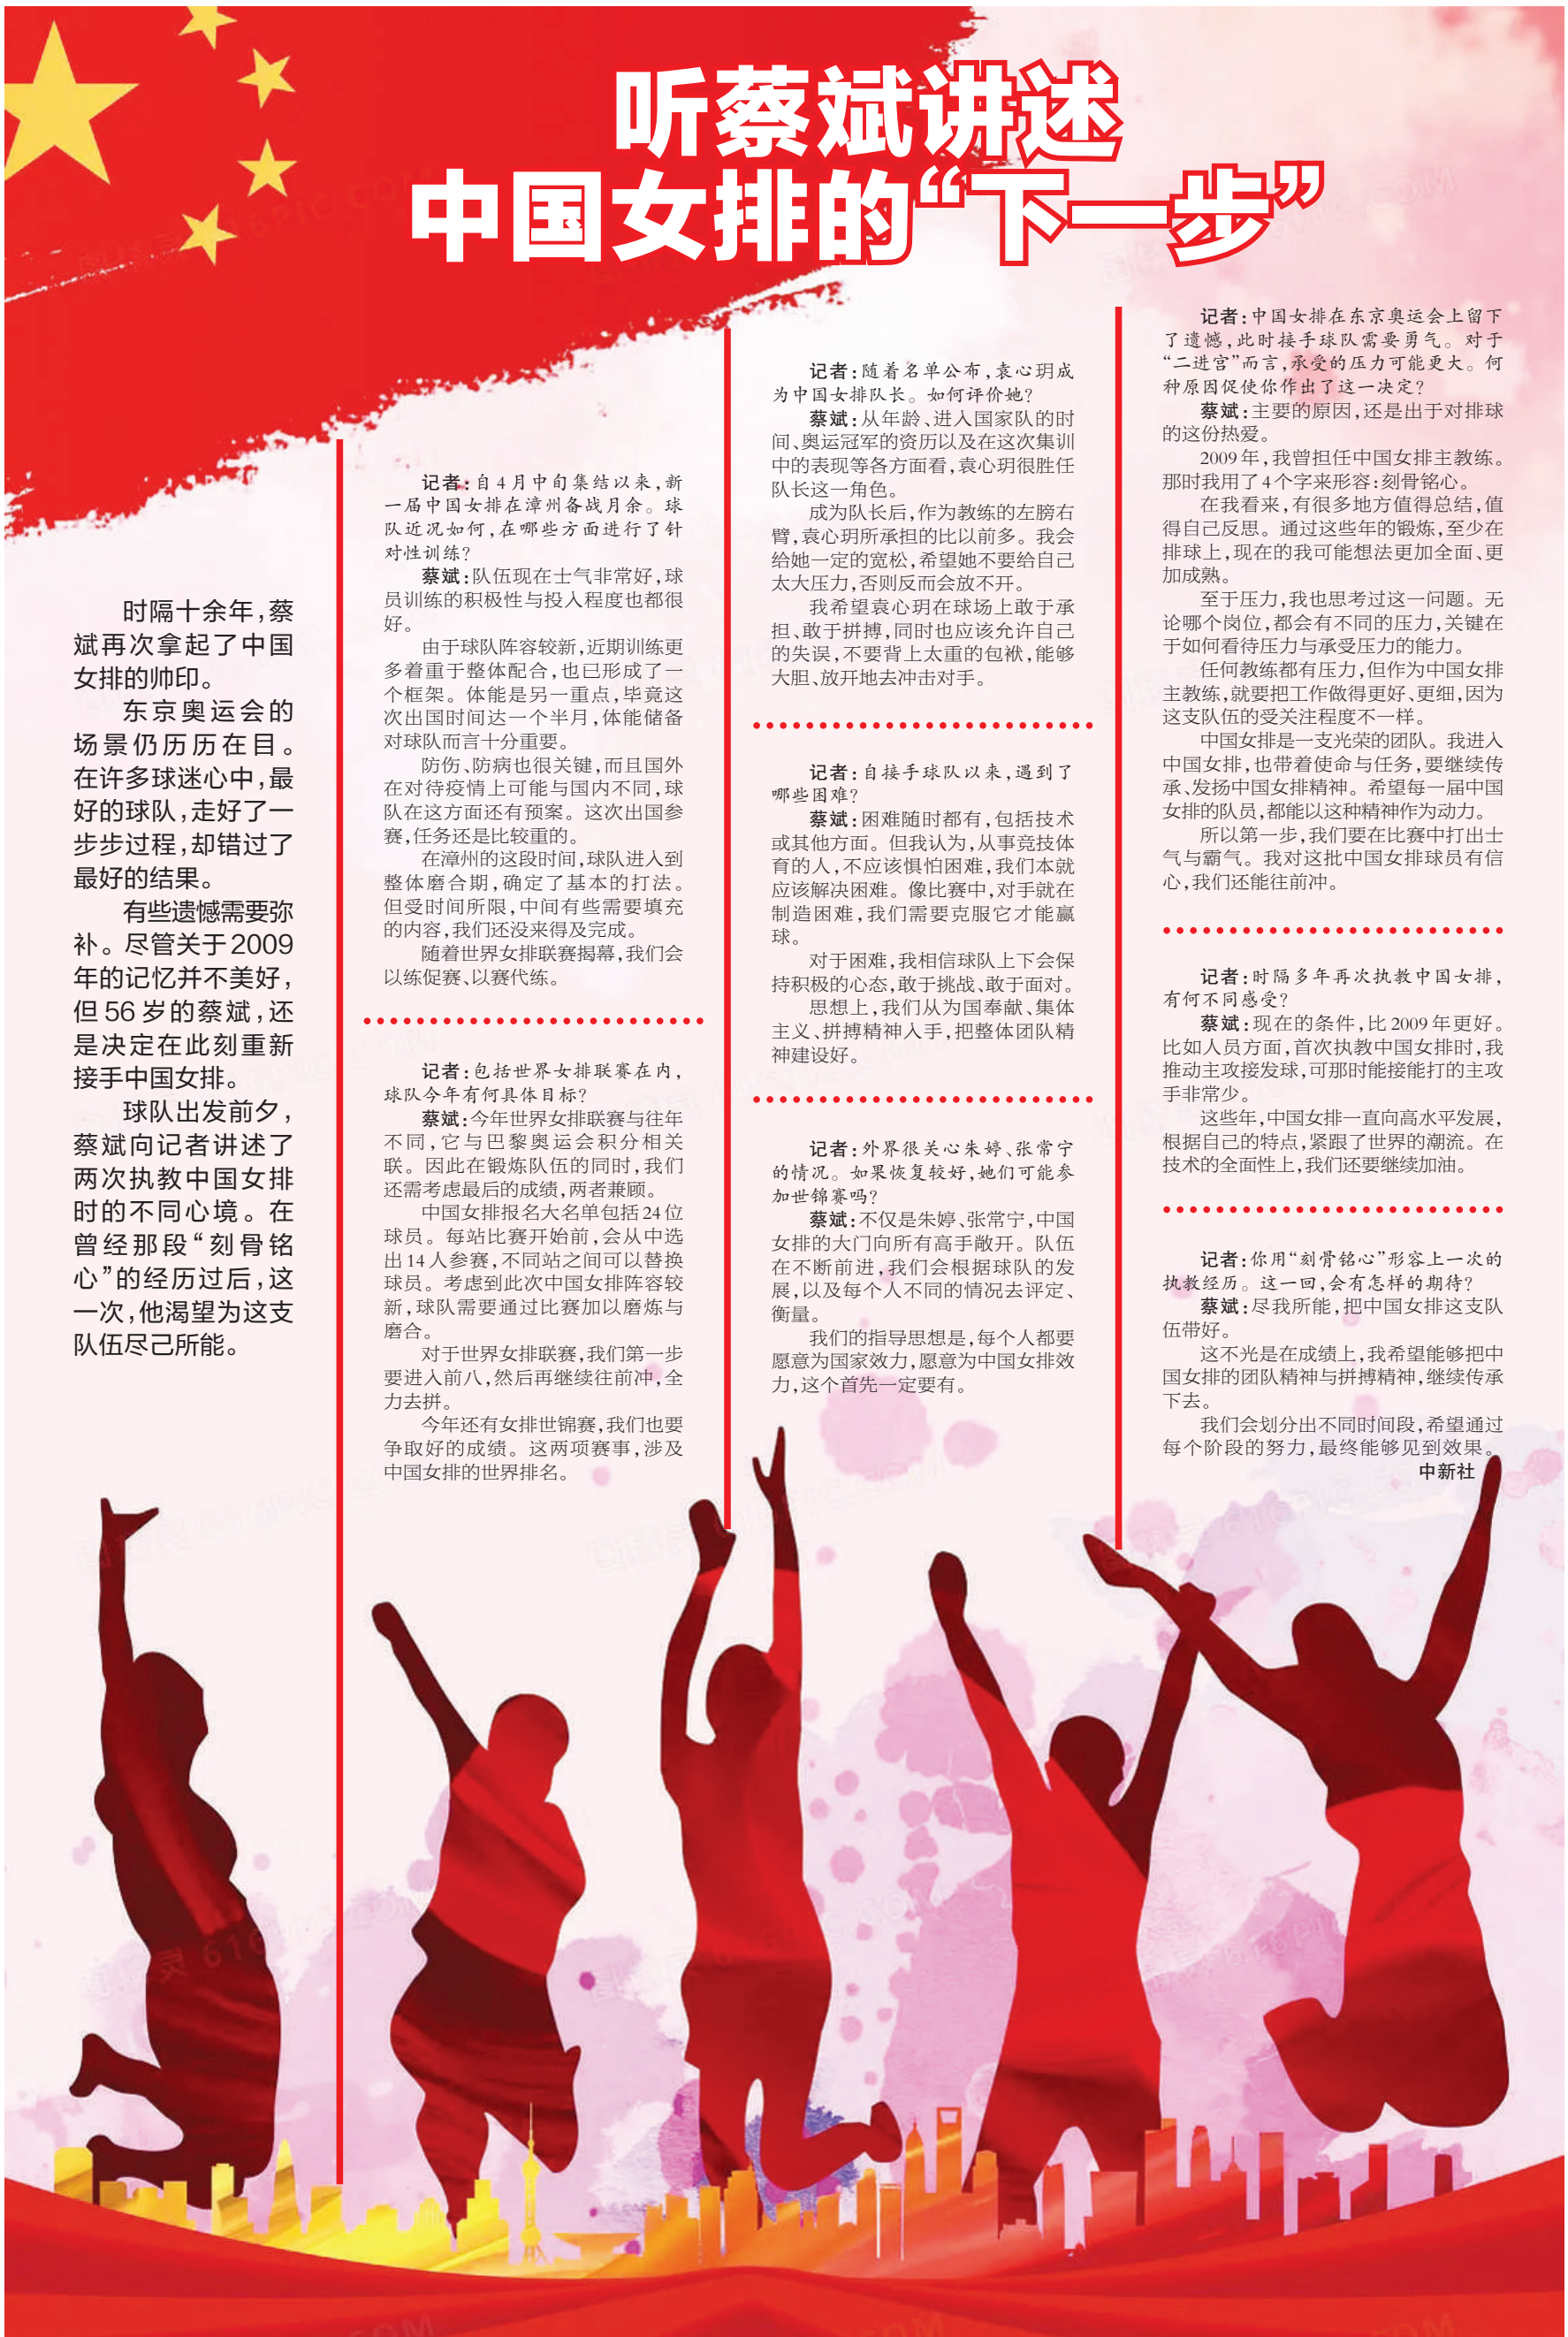 听蔡斌讲述
中国女排的“下一步”
时隔十余年,蔡
斌再次拿起了中国
女排的帅印。
东京奥运会的
场景仍历历在目。
在许多球迷心中,最
好的球队,走好了一
步步过程,却错过了
最好的结果。
有些遗憾需要弥
补。尽管关于2009
年的记忆并不美好,
但56岁的蔡斌,还
是决定在此刻重新
接手中国女排。
球队出发前夕,
蔡斌向记者讲述了
两次执教中国女排
时的不同心境。在
曾经那段“刻骨铭
心”的经历过后,这
一次,他渴望为这支
队伍尽己所能。
记者:自4月中旬集结以来,新
一届中国女排在漳州备战月余。球
队近况如何,在哪些方面进行了针
对性训练?
蔡斌:队伍现在士气非常好,球
员训练的积极性与投入程度也都很
好。
由于球队阵容较新,近期训练更
多着重于整体配合,也已形成了一
个框架。体能是另一重点,毕竟这
次出国时间达一个半月,体能储备
对球队而言十分重要。
防伤、防病也很关键,而且国外
在对待疫情上可能与国内不同,球
队在这方面还有预案。这次出国参
赛,任务还是比较重的。
在漳州的这段时间,球队进入到
整体磨合期,确定了基本的打法。
但受时间所限,中间有些需要填充
的内容,我们还没来得及完成。
随着世界女排联赛揭幕,我们会
以练促赛、以赛代练。
记者:包括世界女排联赛在内,
球队今年有何具体目标?
蔡斌:今年世界女排联赛与往年
不同,它与巴黎奥运会积分相关
联。因此在锻炼队伍的同时,我们
还需考虑最后的成绩,两者兼顾。
中国女排报名大名单包括24位
球员。每站比赛开始前,会从中选
出14人参赛,不同站之间可以替换
球员。考虑到此次中国女排阵容较
新,球队需要通过比赛加以磨炼与
磨合。
对于世界女排联赛,我们第一步
要进入前八,然后再继续往前冲,全
力去拼。
今年还有女排世锦赛,我们也要
争取好的成绩。这两项赛事,涉及
中国女排的世界排名。
记者:随着名单公布,袁心玥成
为中国女排队长。如何评价她?
蔡斌:从年龄、进入国家队的时
间、奥运冠军的资历以及在这次集训
中的表现等各方面看,袁心玥很胜任
队长这一角色。
成为队长后,作为教练的左膀右
臂,袁心玥所承担的比以前多。我会
给她一定的宽松,希望她不要给自己
太大压力,否则反而会放不开。
我希望袁心玥在球场上敢于承
担、敢于拼搏,同时也应该允许自己
的失误,不要背上太重的包袱,能够
大胆、放开地去冲击对手。
记者:自接手球队以来,遇到了
哪些困难?
蔡斌:困难随时都有,包括技术
或其他方面。但我认为,从事竞技体
育的人,不应该惧怕困难,我们本就
应该解决困难。像比赛中,对手就在
制造困难,我们需要克服它才能赢
球。
对于困难,我相信球队上下会保
持积极的心态,敢于挑战、敢于面对。
思想上,我们从为国奉献、集体
主义、拼搏精神入手,把整体团队精
神建设好。
记者:外界很关心朱婷、张常宁
的情况。如果恢复较好,她们可能参
加世锦赛吗?
蔡斌:不仅是朱婷、张常宁,中国
女排的大门向所有高手敞开。队伍
在不断前进,我们会根据球队的发
展,以及每个人不同的情况去评定、
衡量。
我们的指导思想是,每个人都要
愿意为国家效力,愿意为中国女排效
力,这个首先一定要有。
记者:中国女排在东京奥运会上留下
了遗憾,此时接手球队需要勇气。对于
“二进宫”而言,承受的压力可能更大。何
种原因促使你作出了这一决定?
蔡斌:主要的原因,还是出于对排球
的这份热爱。
2009年,我曾担任中国女排主教练。
那时我用了4个字来形容:刻骨铭心。
在我看来,有很多地方值得总结,值
得自己反思。通过这些年的锻炼,至少在
排球上,现在的我可能想法更加全面、更
加成熟。
至于压力,我也思考过这一问题。无
论哪个岗位,都会有不同的压力,关键在
于如何看待压力与承受压力的能力。
任何教练都有压力,但作为中国女排
主教练,就要把工作做得更好、更细,因为
这支队伍的受关注程度不一样。
中国女排是一支光荣的团队。我进入
中国女排,也带着使命与任务,要继续传
承、发扬中国女排精神。希望每一届中国
女排的队员,都能以这种精神作为动力。
所以第一步,我们要在比赛中打出士
气与霸气。我对这批中国女排球员有信
心,我们还能往前冲。
记者:时隔多年再次执教中国女排,
有何不同感受?
蔡斌:现在的条件,比2009年更好。
比如人员方面,首次执教中国女排时,我
推动主攻接发球,可那时能接能打的主攻
手非常少。
这些年,中国女排一直向高水平发展,
根据自己的特点,紧跟了世界的潮流。在
技术的全面性上,我们还要继续加油。
记者:你用“刻骨铭心”形容上一次的
执教经历。这一回,会有怎样的期待?
蔡斌:尽我所能,把中国女排这支队
伍带好。
这不光是在成绩上,我希望能够把中
国女排的团队精神与拼搏精神,继续传承
下去。
我们会划分出不同时间段,希望通过
每个阶段的努力,最终能够见到效果。
中新社